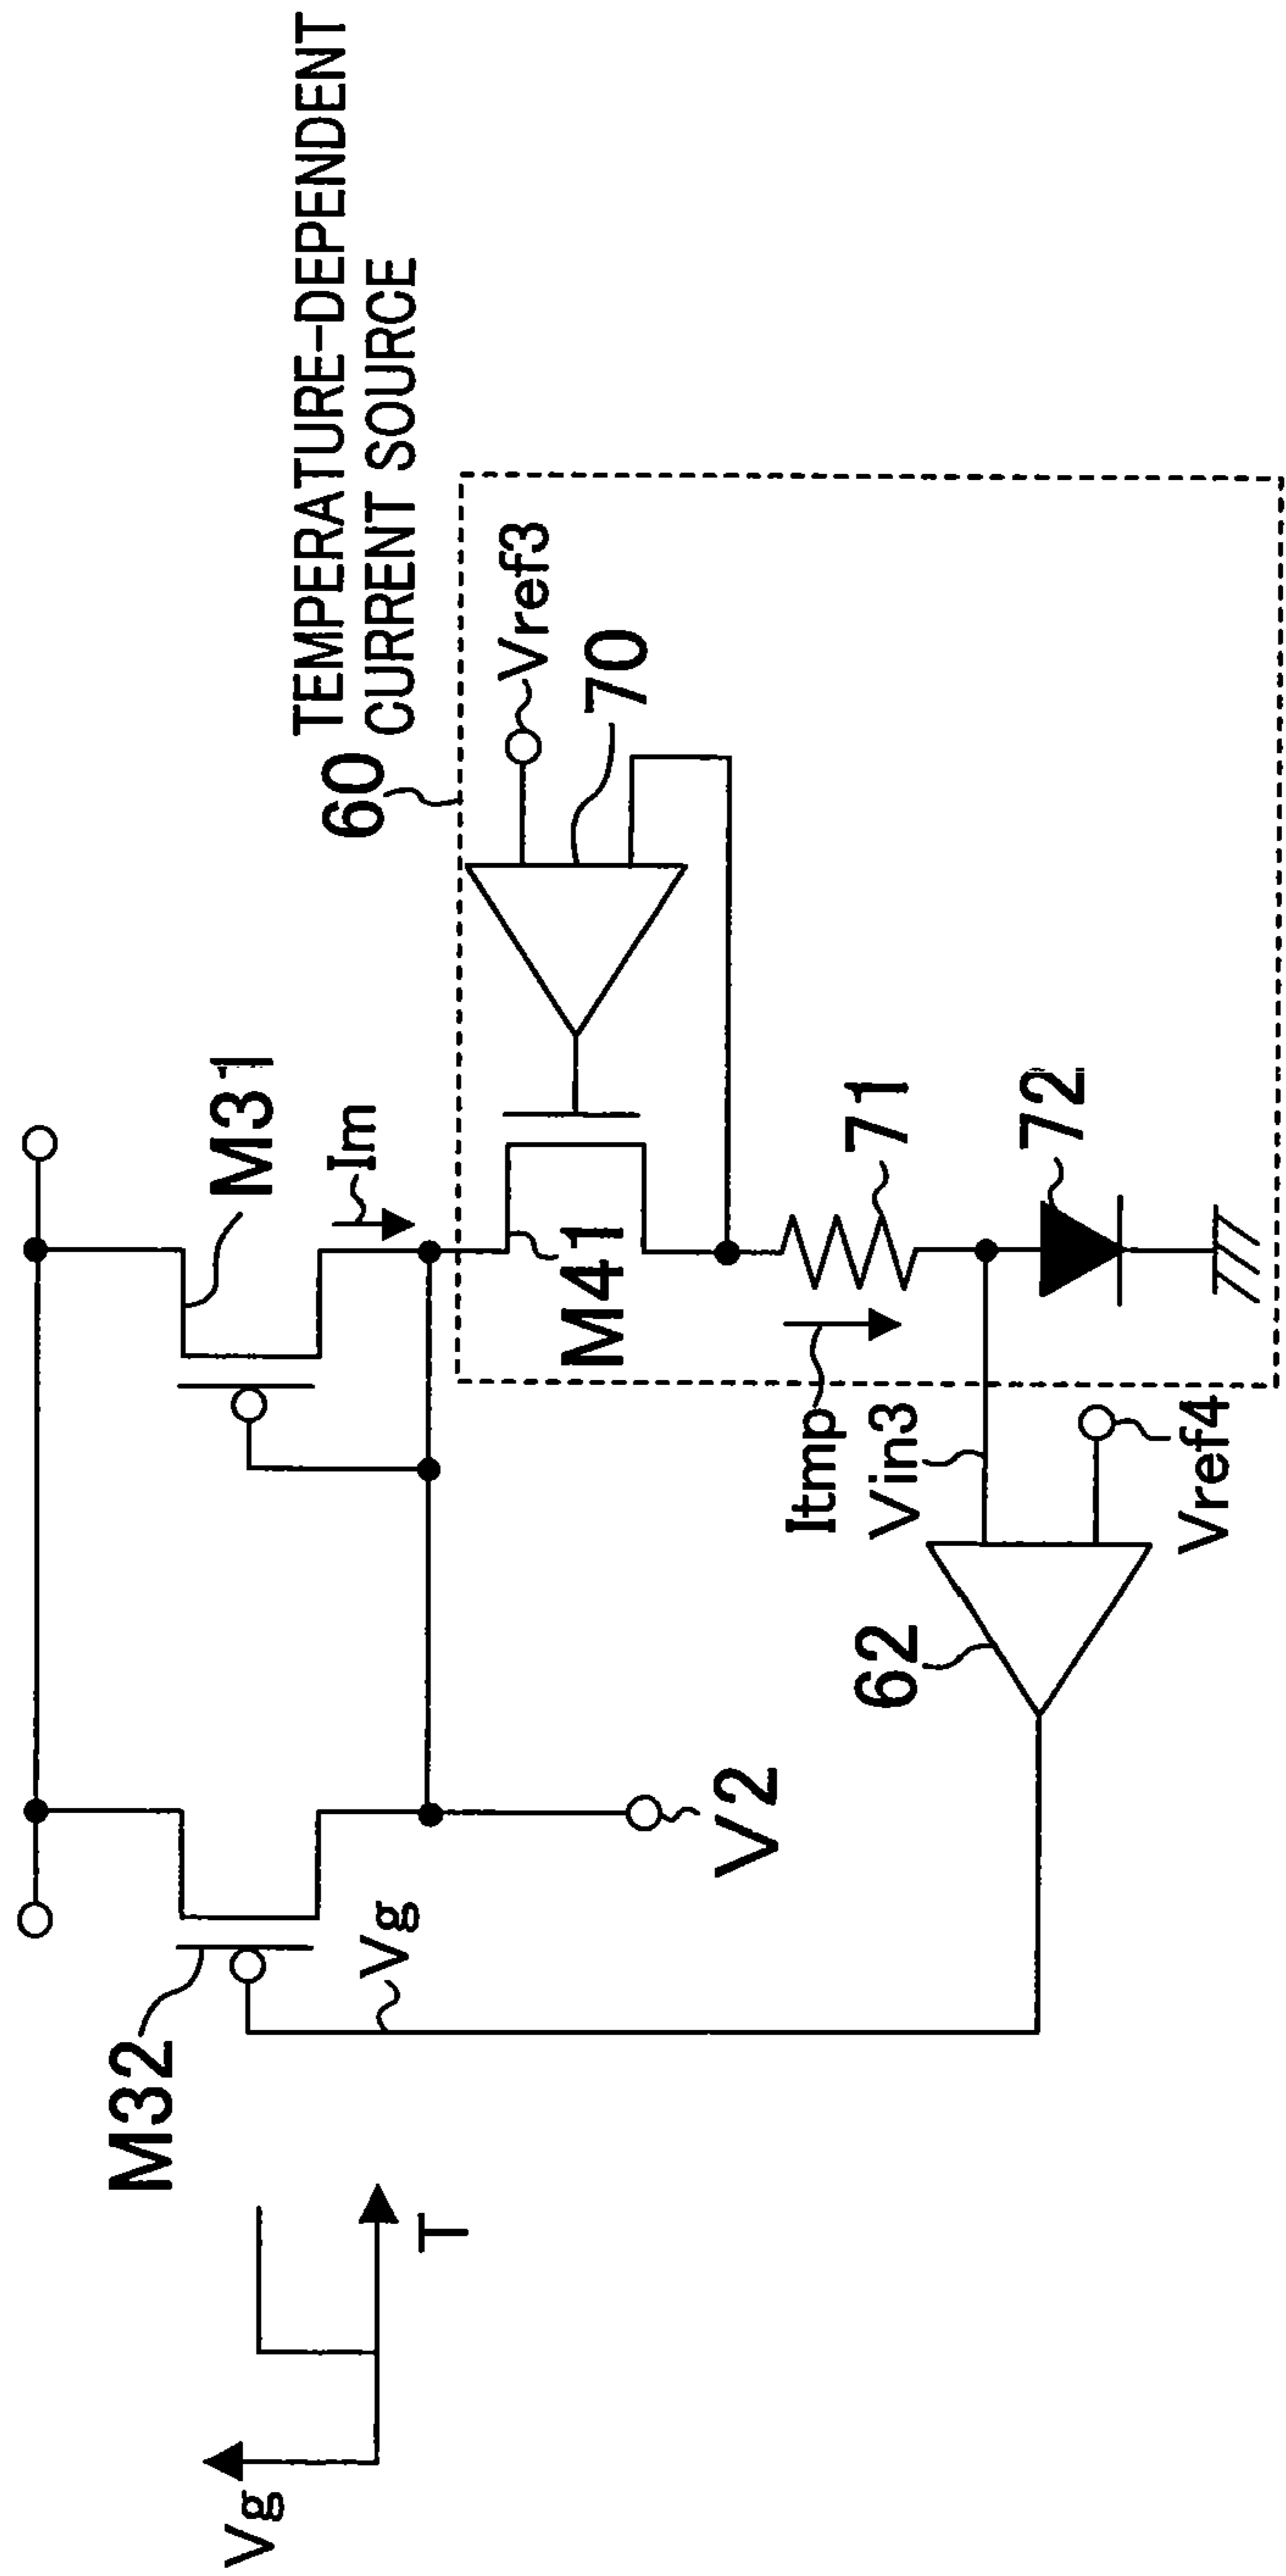 TEMPERATURE-DEPENDENT
CURRENT SOURCE
60
M31
Im
M32
Vg
T
Vg
V2
M41
Vref3
70
71
72
Itmp
Vin3
62
Vref4